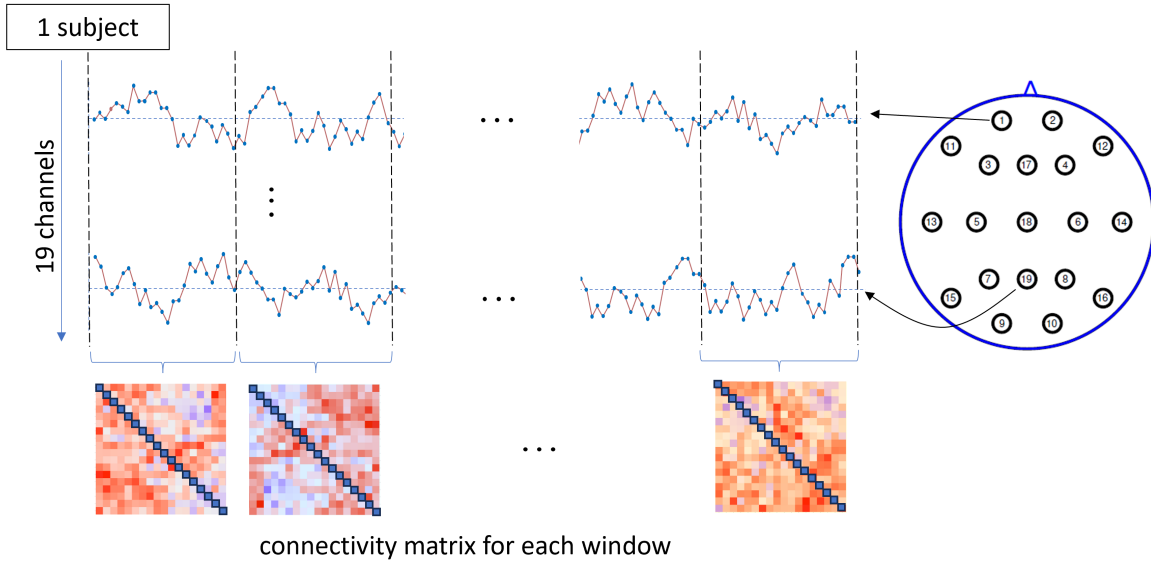 1 subject
19 channels
...
...
1 2
11 12
3 17 4
13 5 18 6 14
7 19 8
15 16
9 10
...
connectivity matrix for each window